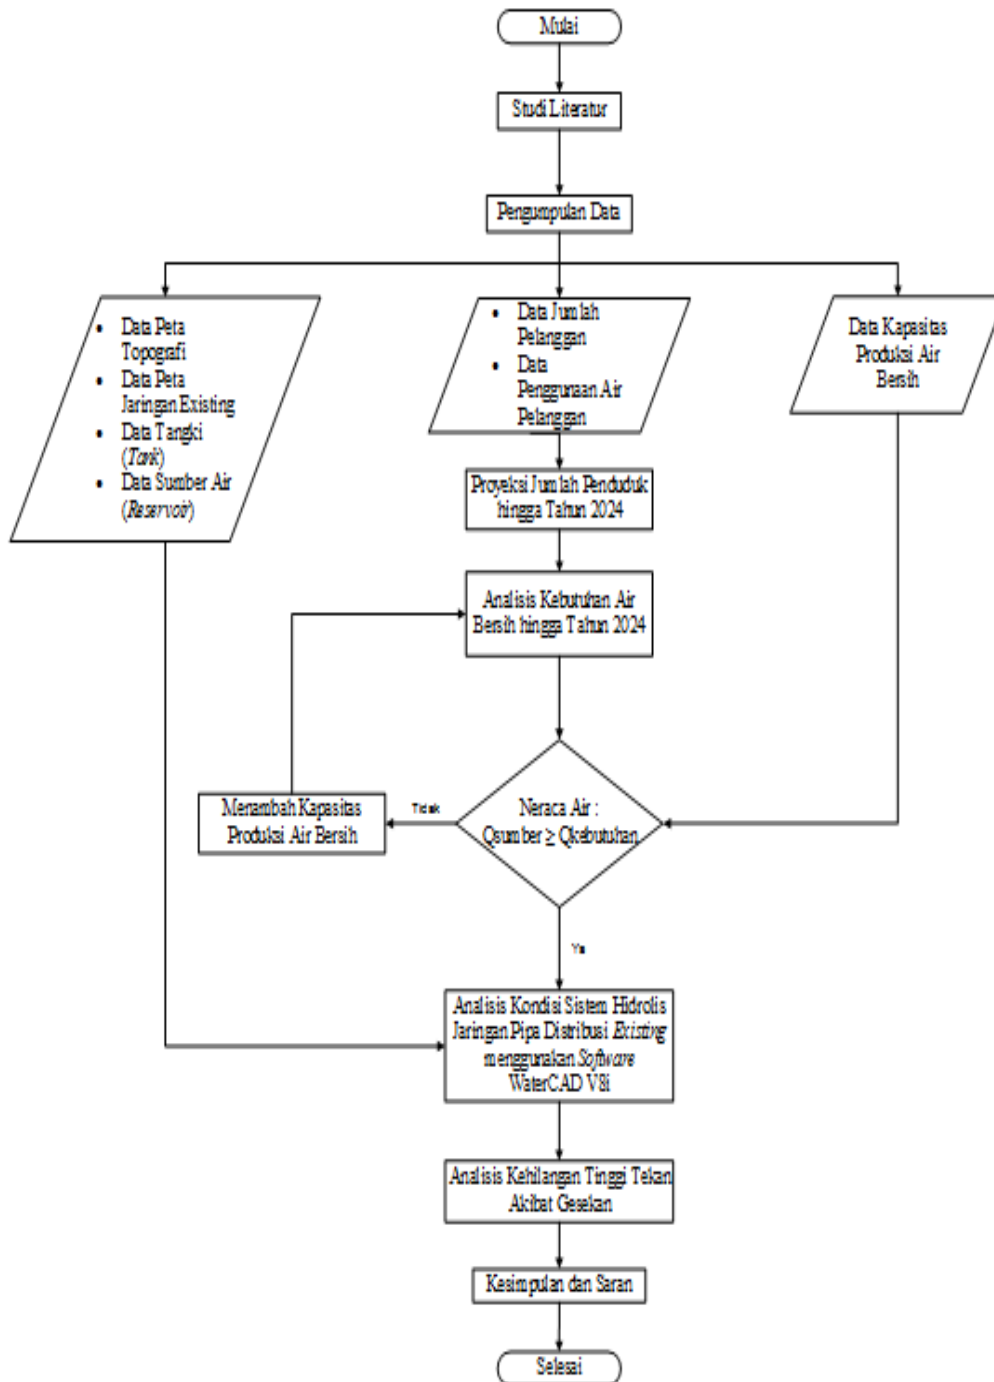 Mulai
Studi Literatur
Pengumpulan Data
• Data Peta
Topografi
• Data Peta
Jaringan Existing
• Data Tangki
(Tank)
• Data Sumber Air
(Reservoir)
• Data Jumlah
Pelanggan
• Data
Penggunaan Air
Pelanggan
Data Kapasitas
Produksi Air
Bersih
Proyeksi Jumlah Penduduk
hingga Tahun 2024
Analisis Kebutuhan Air
Bersih hingga Tahun 2024
Menambah Kapasitas
Produksi Air Bersih
Tidak
Neraca Air :
Qsumber ≥ Qkebutuhan
Ya
Analisis Kondisi Sistem Hidrolis
Jaringan Pipa Distribusi Existing
menggunakan Software
WaterCAD V8i
Analisis Kehilangan Tinggi Tekan
Akibat Gesekan
Kesimpulan dan Saran
Selesai